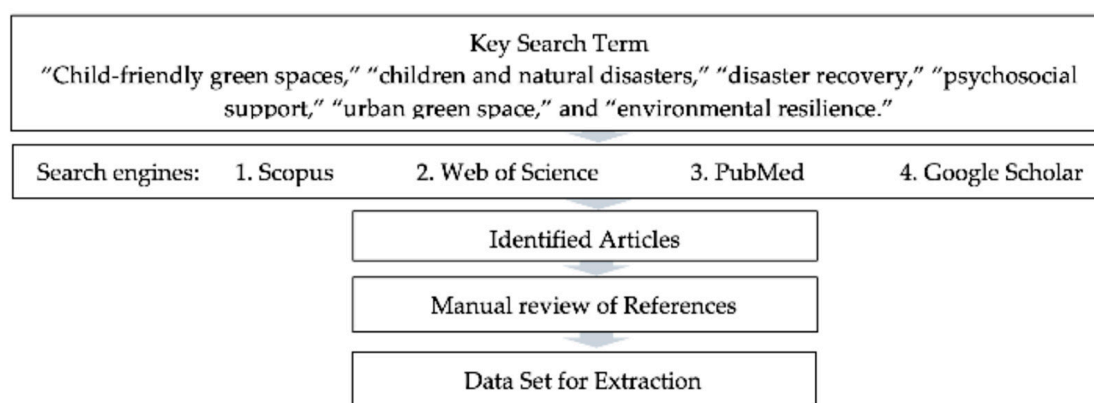 Key Search Term
“Child-friendly green spaces,” “children and natural disasters,” “disaster recovery,” “psychosocial
support,” “urban green space,” and “environmental resilience.”
Search engines: 1. Scopus 2. Web of Science 3. PubMed 4. Google Scholar
Identified Articles
Manual review of References
Data Set for Extraction